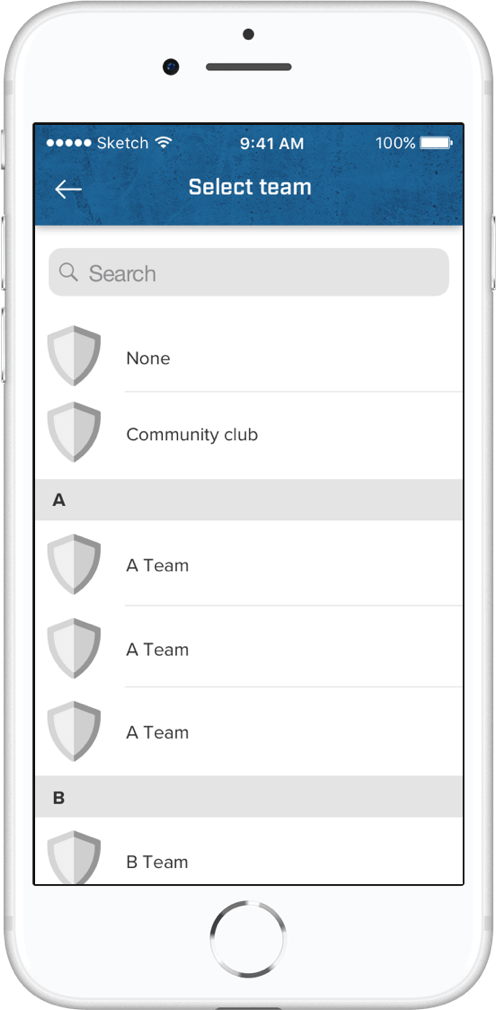 Sketch 9:41 AM 100%
Select team
Search
None
Community club
A
A Team
A Team
A Team
B
B Team